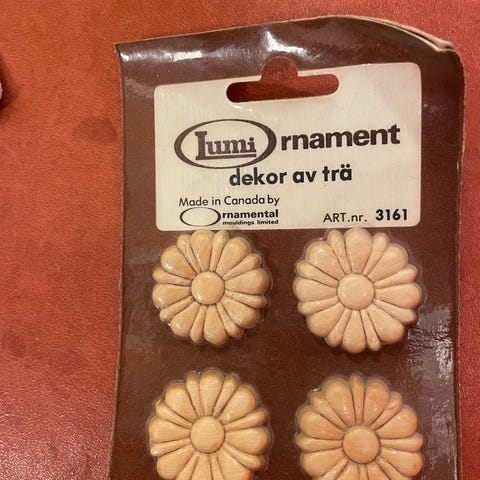 Lumi Ornament
dekor av trä
Made in Canada by
Ornamental
mouldings limited
ART.nr. 3161